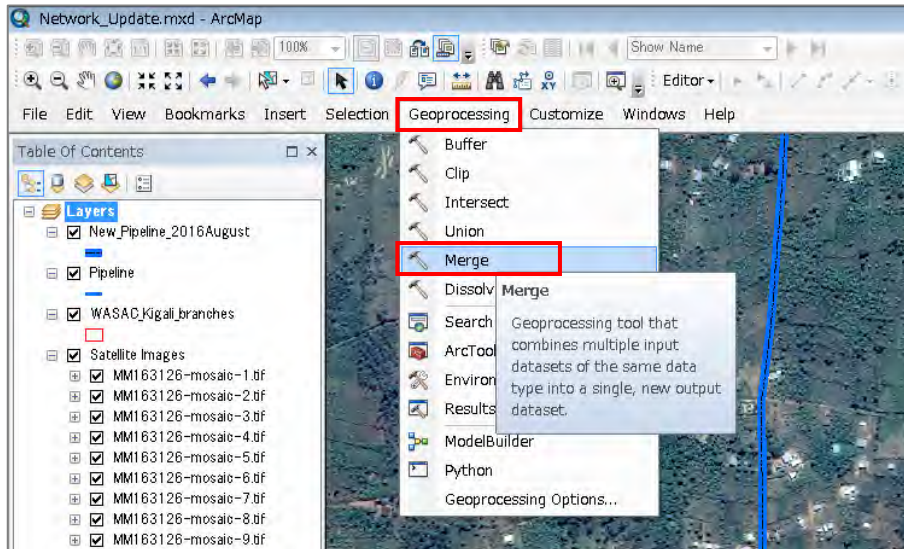 Network_Update.mxd - ArcMap
100%
Show Name
XY
Editor
File Edit View Bookmarks Insert Selection Geoprocessing Customize Windows Help
Table Of Contents
Layers
New_Pipeline_2016August
Pipeline
WASAC_Kigali_branches
Satellite Images
MM163126-mosaic-1.tif
MM163126-mosaic-2.tif
MM163126-mosaic-3.tif
MM163126-mosaic-4.tif
MM163126-mosaic-5.tif
MM163126-mosaic-6.tif
MM163126-mosaic-7.tif
MM163126-mosaic-8.tif
MM163126-mosaic-9.tif
Buffer
Clip
Intersect
Union
Merge
Dissolv
Search
ArcTool
Environ
Results
ModelBuilder
Python
Geoprocessing Options...
Merge
Geoprocessing tool that
combines multiple input
datasets of the same data
type into a single, new output
dataset.